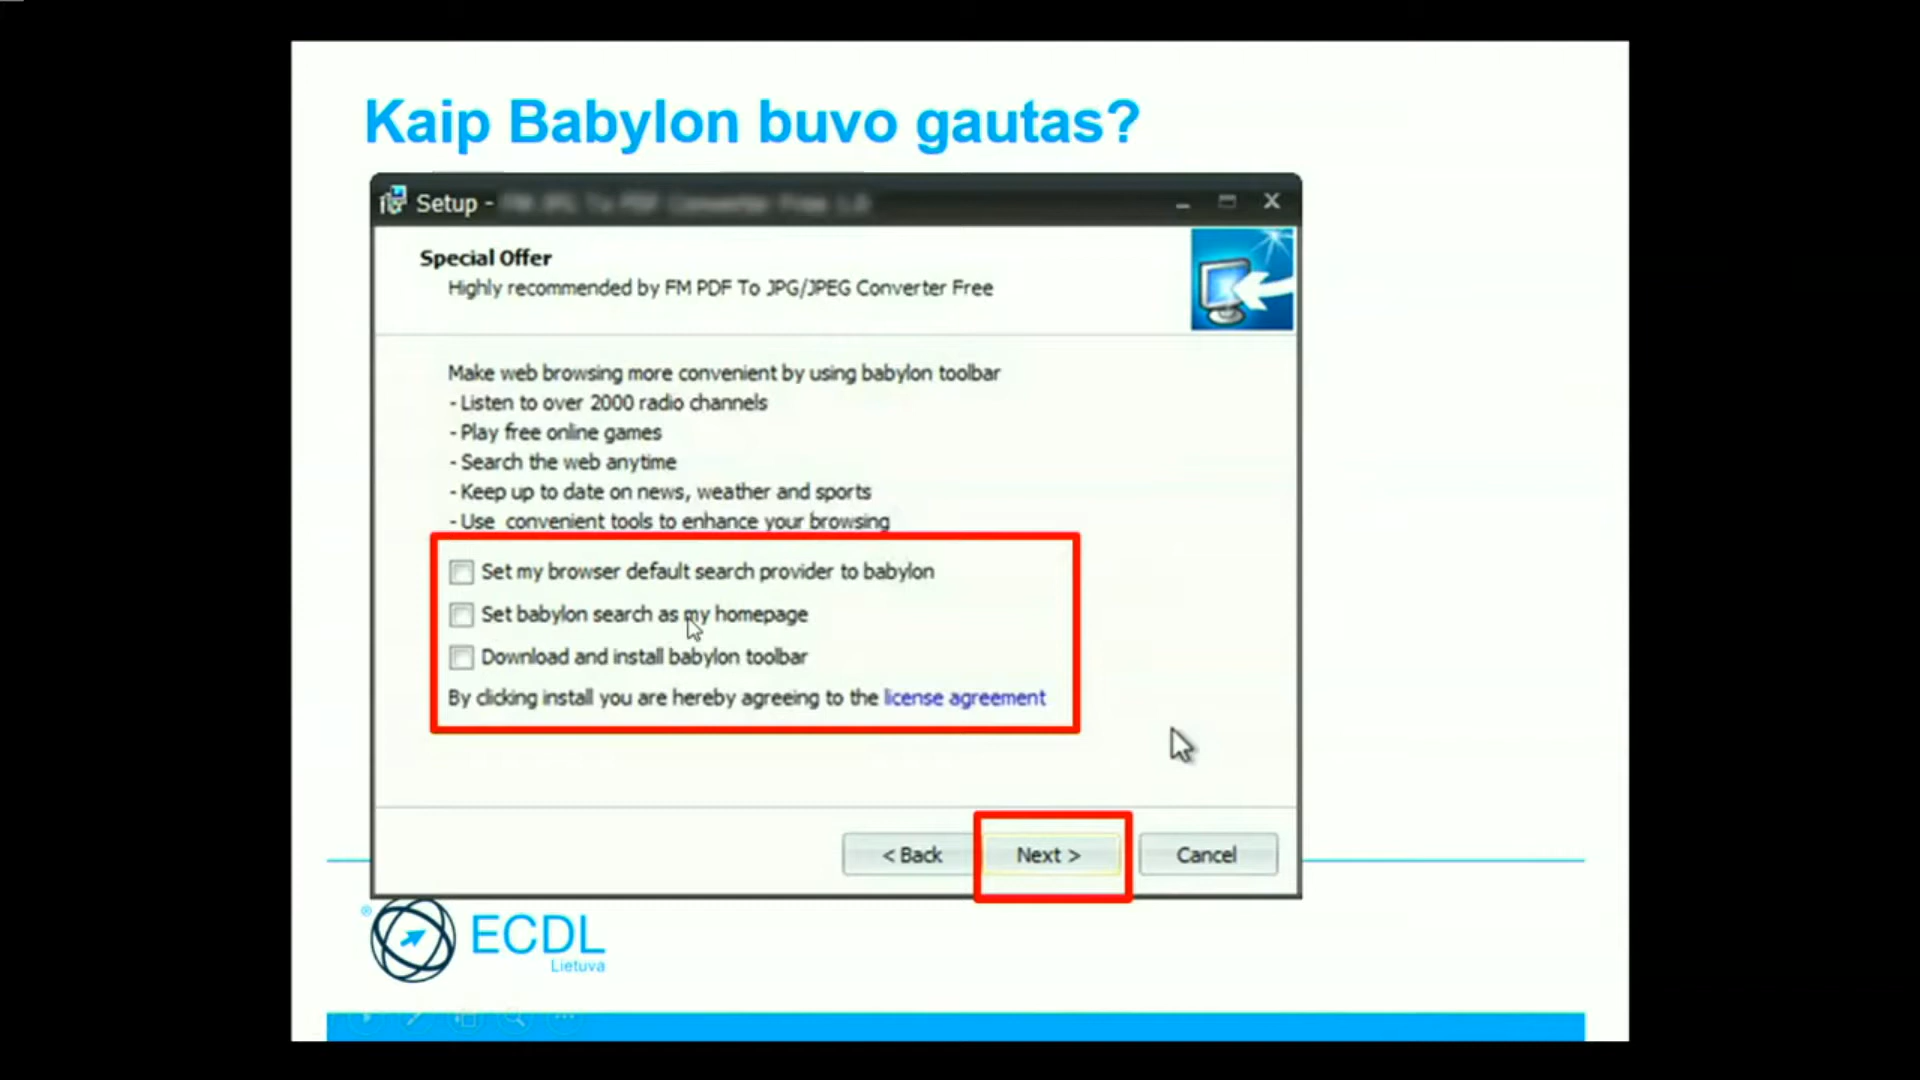 Kaip Babylon buvo gautas?
Setup -
Special Offer
Highly recommended by FM PDF To JPG/JPEG Converter Free
Make web browsing more convenient by using babylon toolbar
- Listen to over 2000 radio channels
- Play free online games
- Search the web anytime
- Keep up to date on news, weather and sports
- Use convenient tools to enhance your browsing
Set my browser default search provider to babylon
Set babylon search as my homepage
Download and install babylon toolbar
By clicking install you are hereby agreeing to the license agreement
< Back
Next >
Cancel
® ECDL
Lietuva